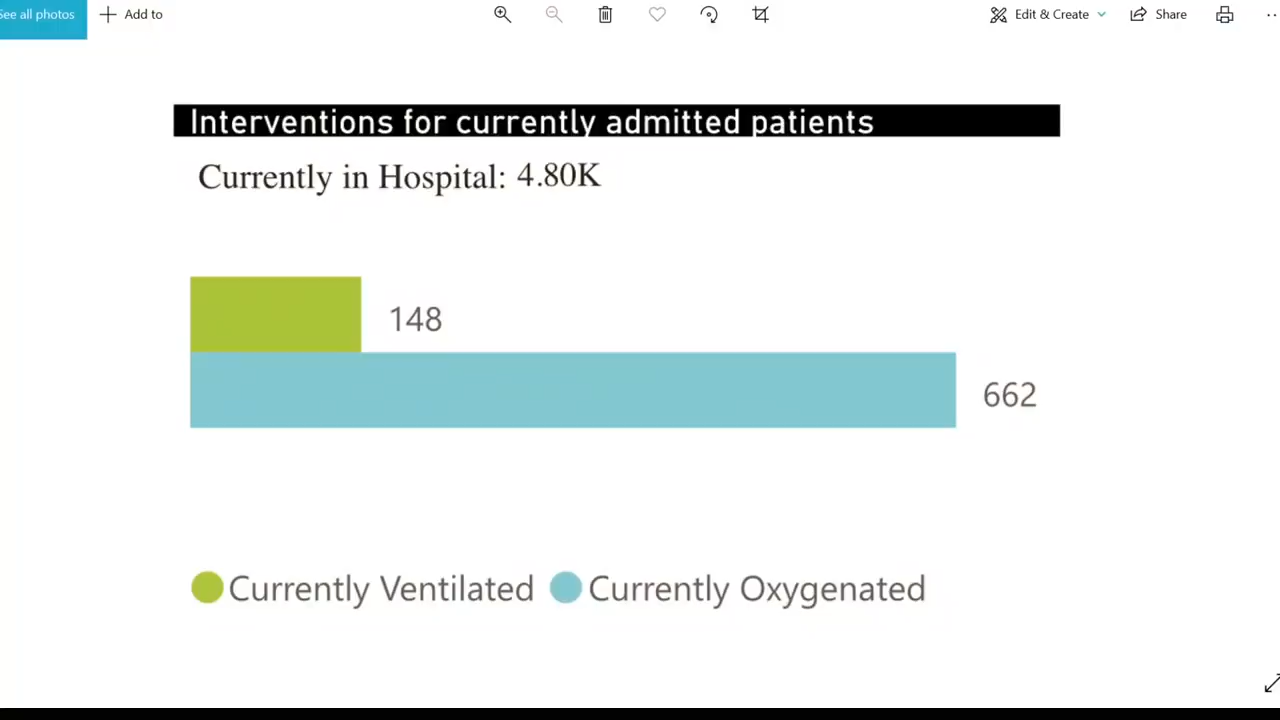 See all photos Add to Edit & Create Share
Interventions for currently admitted patients
Currently in Hospital: 4.80K
148
662
Currently Ventilated Currently Oxygenated